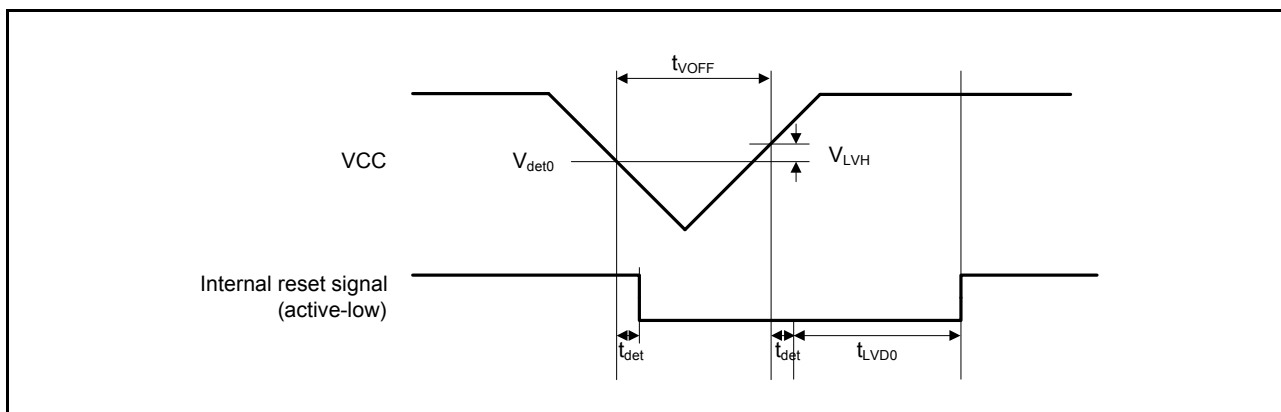 tVOFF
VCC
Vdet0
VLVH
Internal reset signal
(active-low)
tdet
tdet
tLVD0